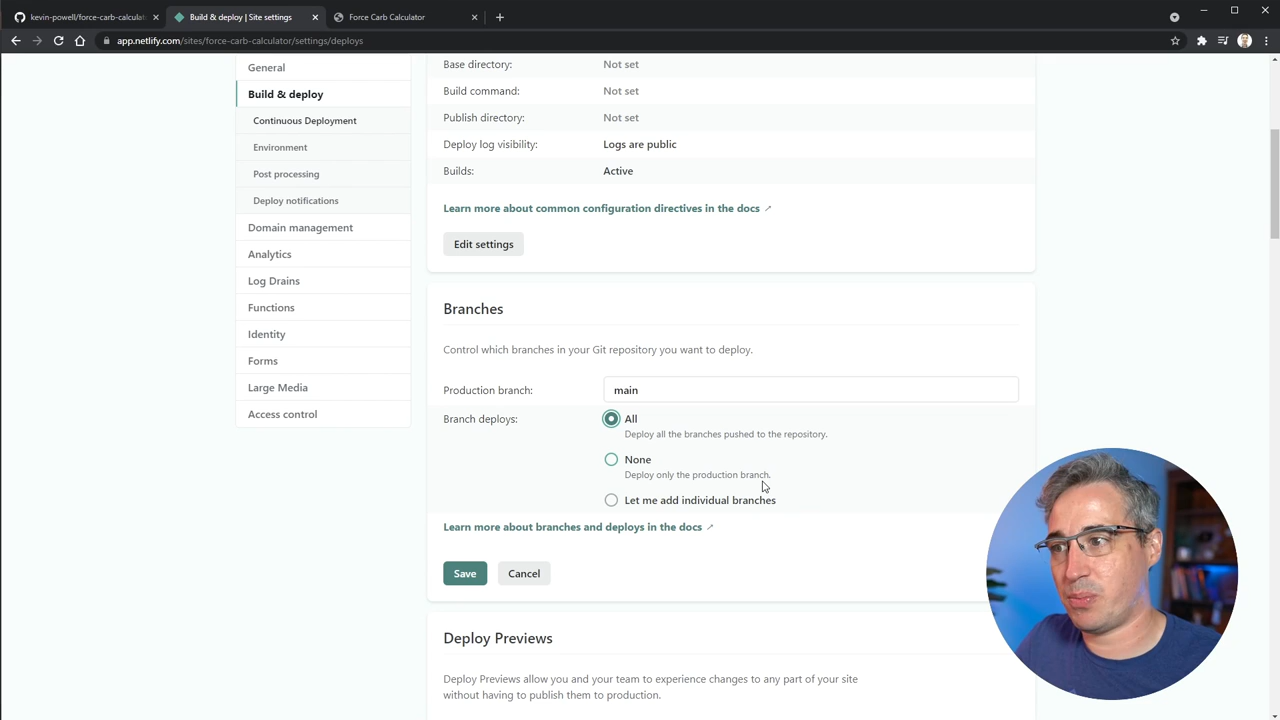 kevin-powell/force-carb-calculat
Build & deploy | Site settings
Force Carb Calculator
app.netlify.com/sites/force-carb-calculator/settings/deploys
General
Build & deploy
Continuous Deployment
Environment
Post processing
Deploy notifications
Domain management
Analytics
Log Drains
Functions
Identity
Forms
Large Media
Access control
Base directory: Not set
Build command: Not set
Publish directory: Not set
Deploy log visibility: Logs are public
Builds: Active
Learn more about common configuration directives in the docs ↗
Edit settings
Branches
Control which branches in your Git repository you want to deploy.
Production branch: main
Branch deploys: All
Deploy all the branches pushed to the repository.
None
Deploy only the production branch.
Let me add individual branches
Learn more about branches and deploys in the docs ↗
Save Cancel
Deploy Previews
Deploy Previews allow you and your team to experience changes to any part of your site
without having to publish them to production.